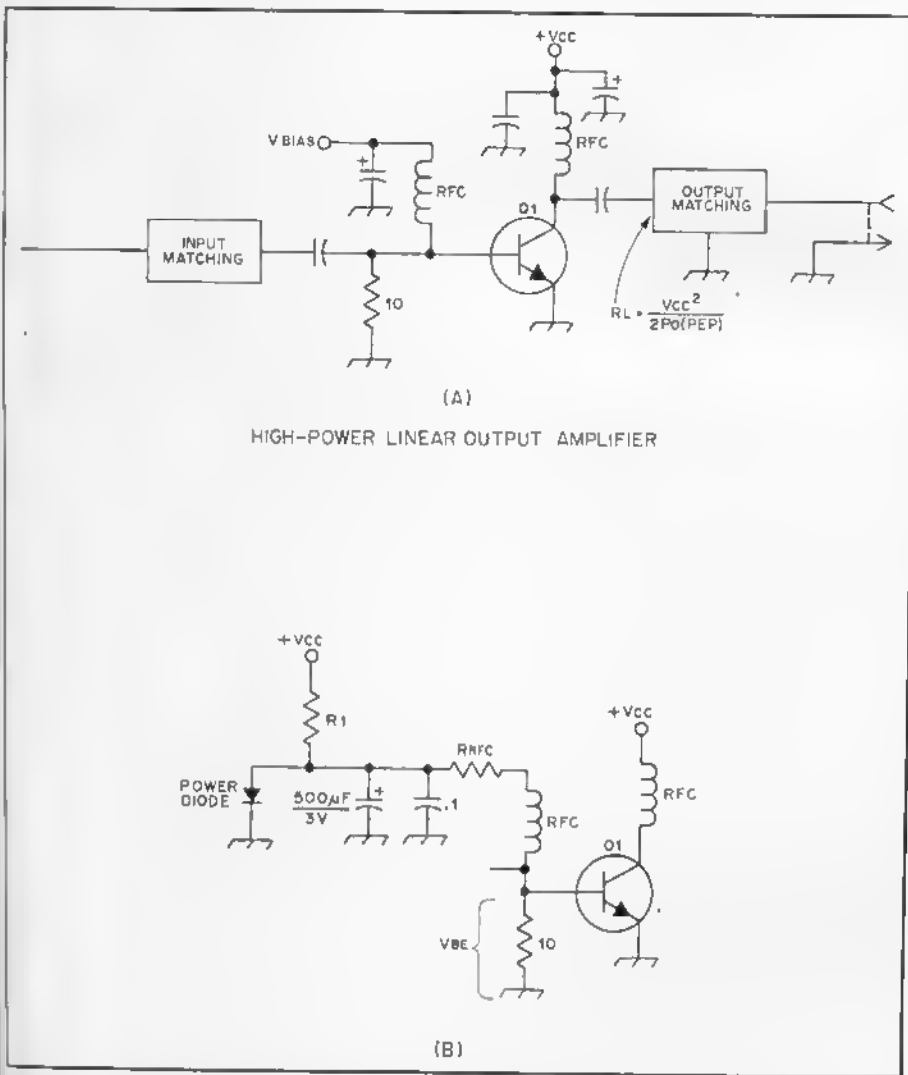 +VCC
V BIAS
+
+
RFC
RFC
Q1
INPUT
MATCHING
OUTPUT
MATCHING
10
RL = VCC²
2PO(PEP)
(A)
HIGH-POWER LINEAR OUTPUT AMPLIFIER
+VCC
+VCC
R1
RRFC
POWER
DIODE
500µF
3V
+
.1
RFC
RFC
Q1
VBE
10
(B)